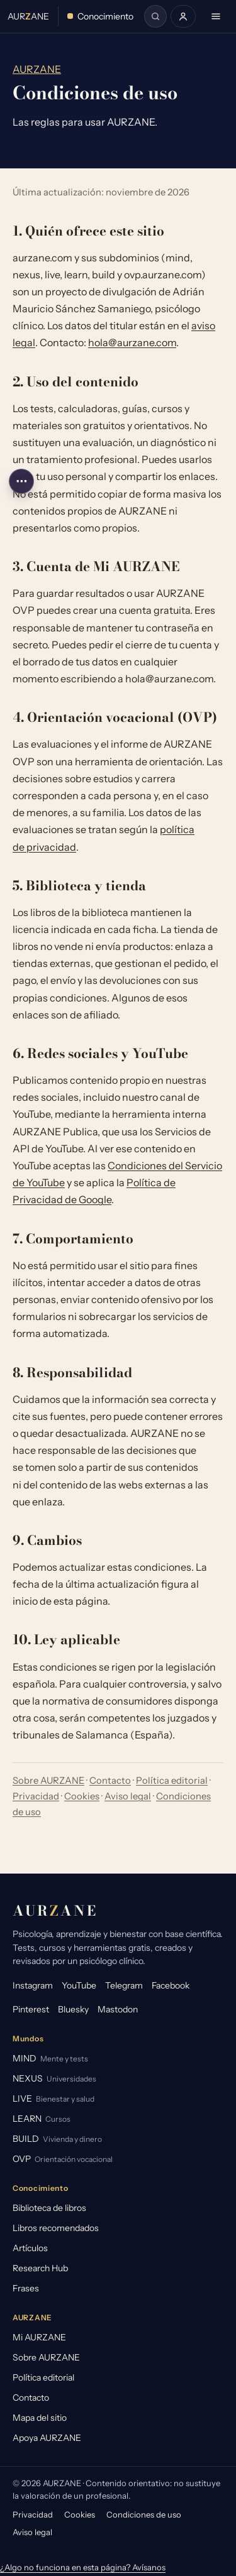 AURZANE
Conocimiento
AURZANE
Condiciones de uso
Las reglas para usar AURZANE.
Última actualización: noviembre de 2026
1. Quién ofrece este sitio
aurzane.com y sus subdominios (mind,
nexus, live, learn, build y ovp.aurzane.com)
son un proyecto de divulgación de Adrián
Mauricio Sánchez Samaniego, psicólogo
clínico. Los datos del titular están en el aviso
legal. Contacto: hola@aurzane.com.
2. Uso del contenido
Los tests, calculadoras, guías, cursos y
materiales son gratuitos y orientativos. No
sustituyen una evaluación, un diagnóstico ni
un tratamiento profesional. Puedes usarlos
tu uso personal y compartir los enlaces.
No está permitido copiar de forma masiva los
contenidos propios de AURZANE ni
presentarlos como propios.
3. Cuenta de Mi AURZANE
Para guardar resultados o usar AURZANE
OVP puedes crear una cuenta gratuita. Eres
responsable de mantener tu contraseña en
secreto. Puedes pedir el cierre de tu cuenta y
el borrado de tus datos en cualquier
momento escribiendo a hola@aurzane.com.
4. Orientación vocacional (OVP)
Las evaluaciones y el informe de AURZANE
OVP son una herramienta de orientación. Las
decisiones sobre estudios y carrera
corresponden a cada persona y, en el caso
de menores, a su familia. Los datos de las
evaluaciones se tratan según la política
de privacidad.
5. Biblioteca y tienda
Los libros de la biblioteca mantienen la
licencia indicada en cada ficha. La tienda de
libros no vende ni envía productos: enlaza a
tiendas externas, que gestionan el pedido, el
pago, el envío y las devoluciones con sus
propias condiciones. Algunos de esos
enlaces son de afiliado.
6. Redes sociales y YouTube
Publicamos contenido propio en nuestras
redes sociales, incluido nuestro canal de
YouTube, mediante la herramienta interna
AURZANE Publica, que usa los Servicios de
API de YouTube. Al ver ese contenido en
YouTube aceptas las Condiciones del Servicio
de YouTube y se aplica la Política de
Privacidad de Google.
7. Comportamiento
No está permitido usar el sitio para fines
ilícitos, intentar acceder a datos de otras
personas, enviar contenido ofensivo por los
formularios ni sobrecargar los servicios de
forma automatizada.
8. Responsabilidad
Cuidamos que la información sea correcta y
cite sus fuentes, pero puede contener errores
o quedar desactualizada. AURZANE no se
hace responsable de las decisiones que
se tomen solo a partir de sus contenidos
ni del contenido de las webs externas a las
que enlaza.
9. Cambios
Podemos actualizar estas condiciones. La
fecha de la última actualización figura al
inicio de esta página.
10. Ley aplicable
Estas condiciones se rigen por la legislación
española. Para cualquier controversia, y salvo
que la normativa de consumidores disponga
otra cosa, serán competentes los juzgados y
tribunales de Salamanca (España).
Sobre AURZANE · Contacto · Política editorial ·
Privacidad · Cookies · Aviso legal · Condiciones
de uso
AURZANE
Psicología, aprendizaje y bienestar con base científica.
Tests, cursos y herramientas gratis, creados y
revisados por un psicólogo clínico.
Instagram YouTube Telegram Facebook
Pinterest Bluesky Mastodon
Mundos
MIND Mente y tests
NEXUS Universidades
LIVE Bienestar y salud
LEARN Cursos
BUILD Vivienda y dinero
OVP Orientación vocacional
Conocimiento
Biblioteca de libros
Libros recomendados
Artículos
Research Hub
Frases
AURZANE
Mi AURZANE
Sobre AURZANE
Política editorial
Contacto
Mapa del sitio
Apoya AURZANE
© 2026 AURZANE · Contenido orientativo: no sustituye
la valoración de un profesional.
Privacidad Cookies Condiciones de uso
Aviso legal
¿Algo no funciona en esta página? Avísanos